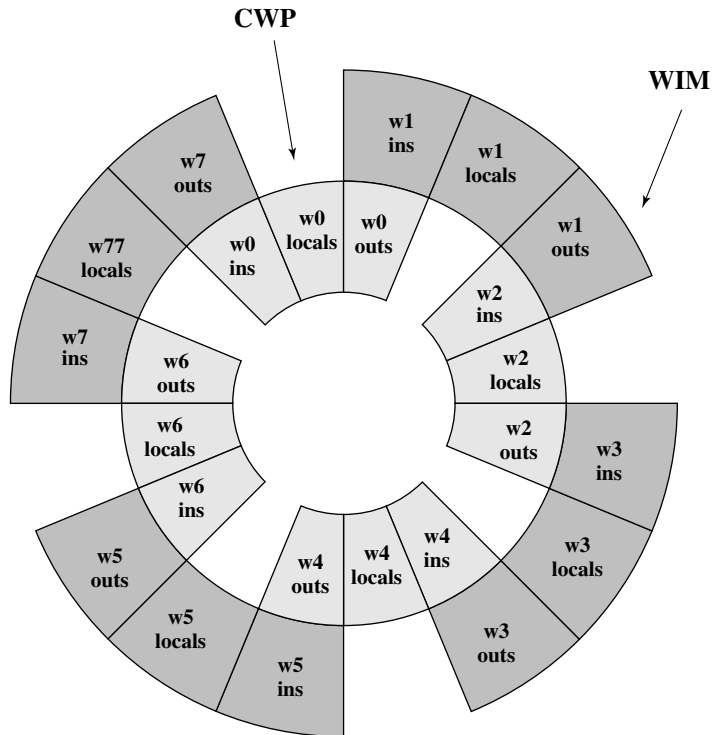 CWP
WIM
w1
ins
w1
locals
w1
outs
w7
outs
w0
ins
w0
locals
w0
outs
w77
locals
w7
ins
w2
ins
w2
locals
w2
outs
w6
outs
w6
locals
w6
ins
w3
ins
w3
locals
w3
outs
w4
ins
w4
locals
w4
outs
w5
outs
w5
locals
w5
ins